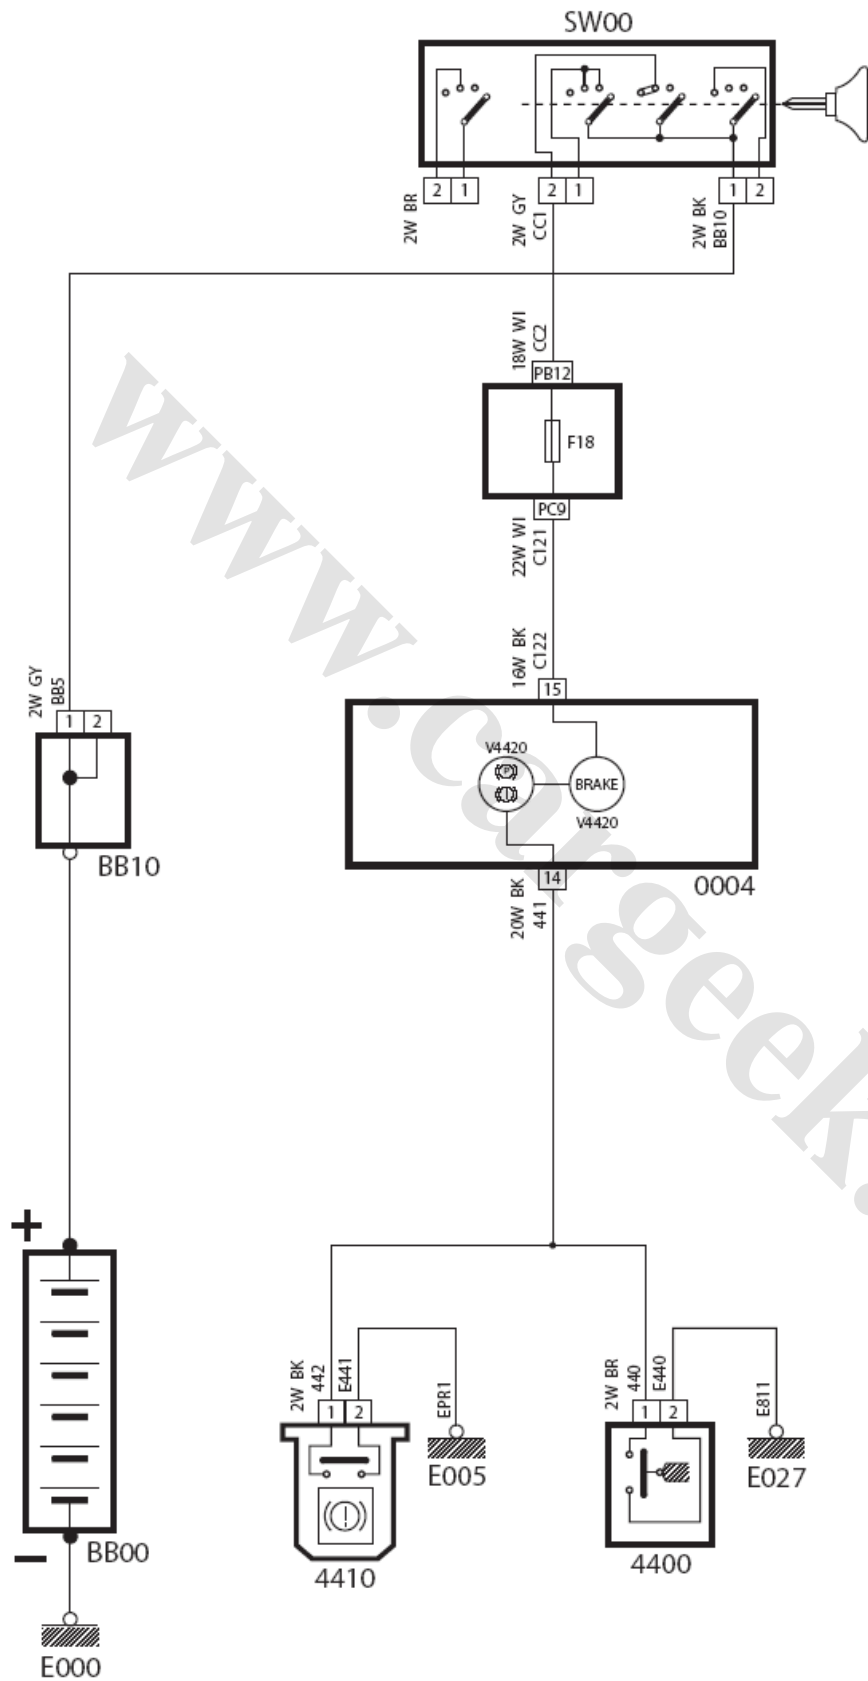 SW00
2 1
2 1
1 2
2W BR
2W GY
CC1
2W BK
BB10
18W WI
CC2
PB12
F18
PC9
22W WI
C121
16W BK
C122
15
2W GY
BB5
1 2
BB10
V4420
P
BRAKE
V4420
14
0004
20W BK
441
www.cargeek.
+
BB00
−
E000
2W BK
442
E441
1 2
EPR1
E005
4410
2W BR
440
E440
1 2
E811
E027
4400